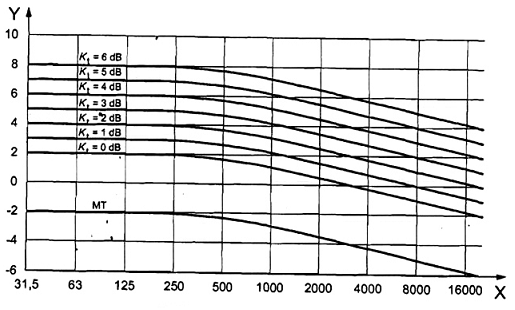 Y
10
8
6
4
2
0
-2
-4
-6
K₁ = 6 dB
K₁ = 5 dB
K₁ = 4 dB
K₁ = 3 dB
K₁ = 2 dB
K₁ = 1 dB
K₁ = 0 dB
MT
31,5 63 125 250 500 1000 2000 4000 8000 16000 X